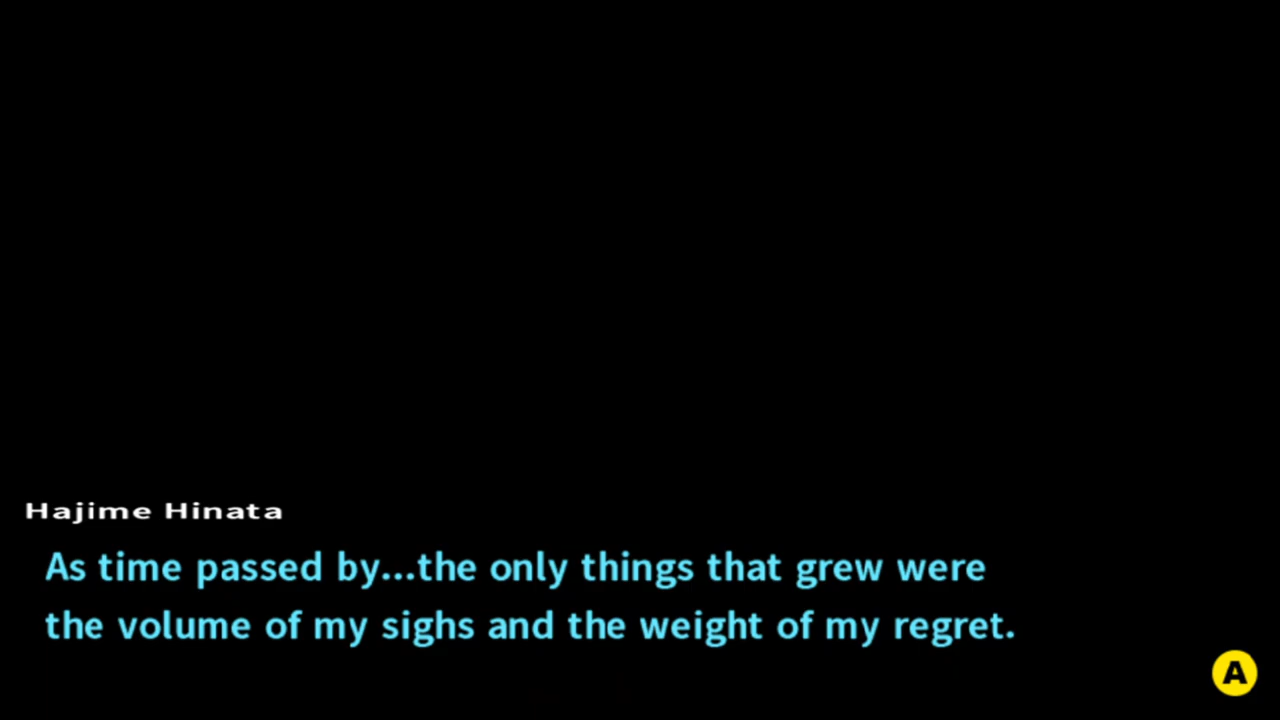 Hajime Hinata
As time passed by...the only things that grew were
the volume of my sighs and the weight of my regret.
A